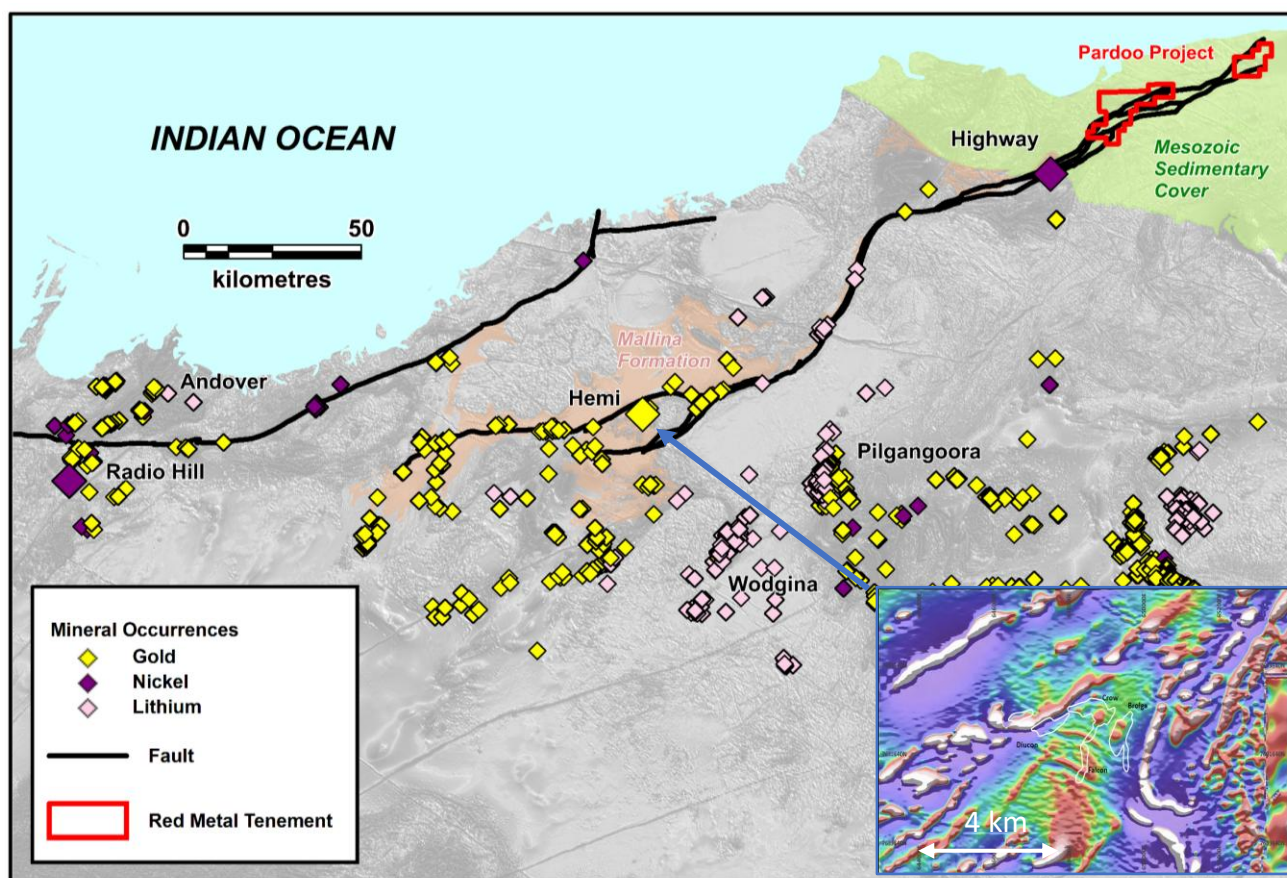 Pardoo Project
INDIAN OCEAN
Highway
Mesozoic
Sedimentary
Cover
0 50
kilometres
Mallina
Formation
Andover
Hemi
Radio Hill
Pilgangoora
Wodgina
Mineral Occurrences
Gold
Nickel
Lithium
Fault
Red Metal Tenement
Crow
Brolga
Diucon
Falcon
4 km